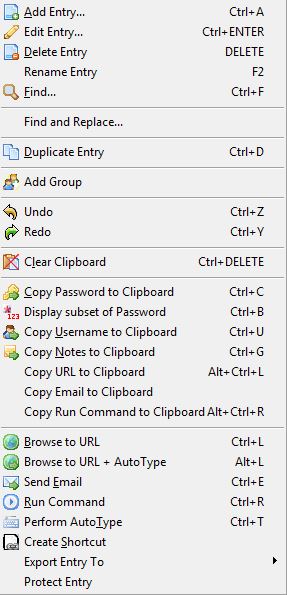 Add Entry... Ctrl+A
Edit Entry... Ctrl+ENTER
Delete Entry DELETE
Rename Entry F2
Find... Ctrl+F
Find and Replace...
Duplicate Entry Ctrl+D
Add Group
Undo Ctrl+Z
Redo Ctrl+Y
Clear Clipboard Ctrl+DELETE
Copy Password to Clipboard Ctrl+C
123 Display subset of Password Ctrl+B
Copy Username to Clipboard Ctrl+U
Copy Notes to Clipboard Ctrl+G
Copy URL to Clipboard Alt+Ctrl+L
Copy Email to Clipboard
Copy Run Command to Clipboard Alt+Ctrl+R
Browse to URL Ctrl+L
Browse to URL + AutoType Alt+L
Send Email Ctrl+E
Run Command Ctrl+R
Perform AutoType Ctrl+T
Create Shortcut
Export Entry To
Protect Entry